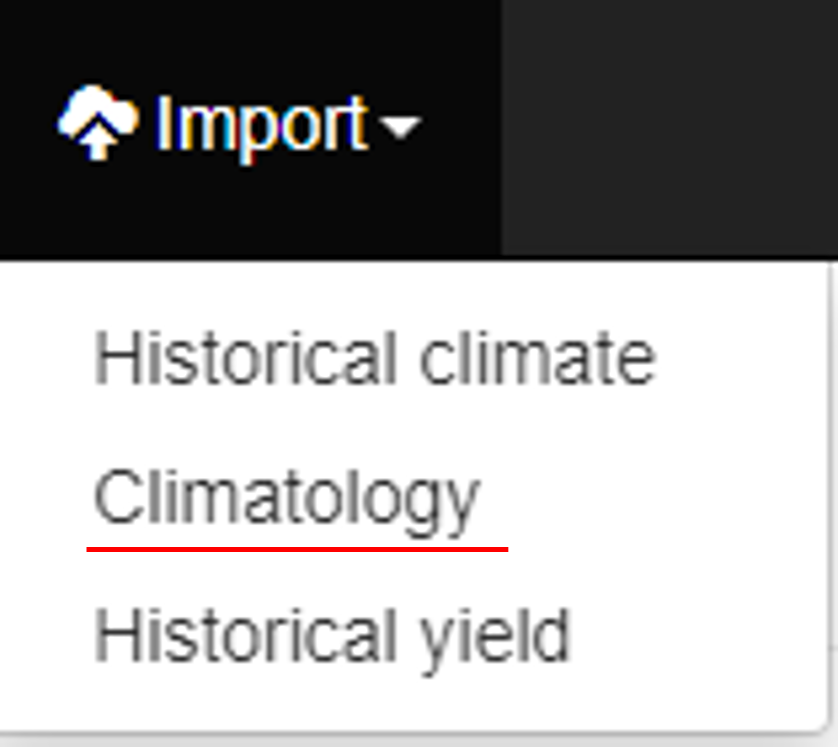 Import
Historical climate
Climatology
Historical yield